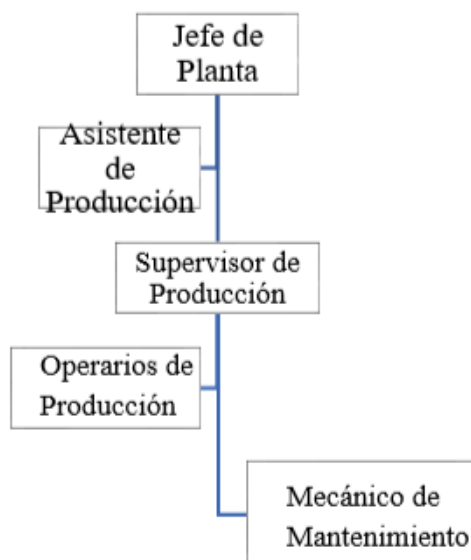 Jefe de
Planta
Asistente
de
Producción
Supervisor de
Producción
Operarios de
Producción
Mecánico de
Mantenimiento